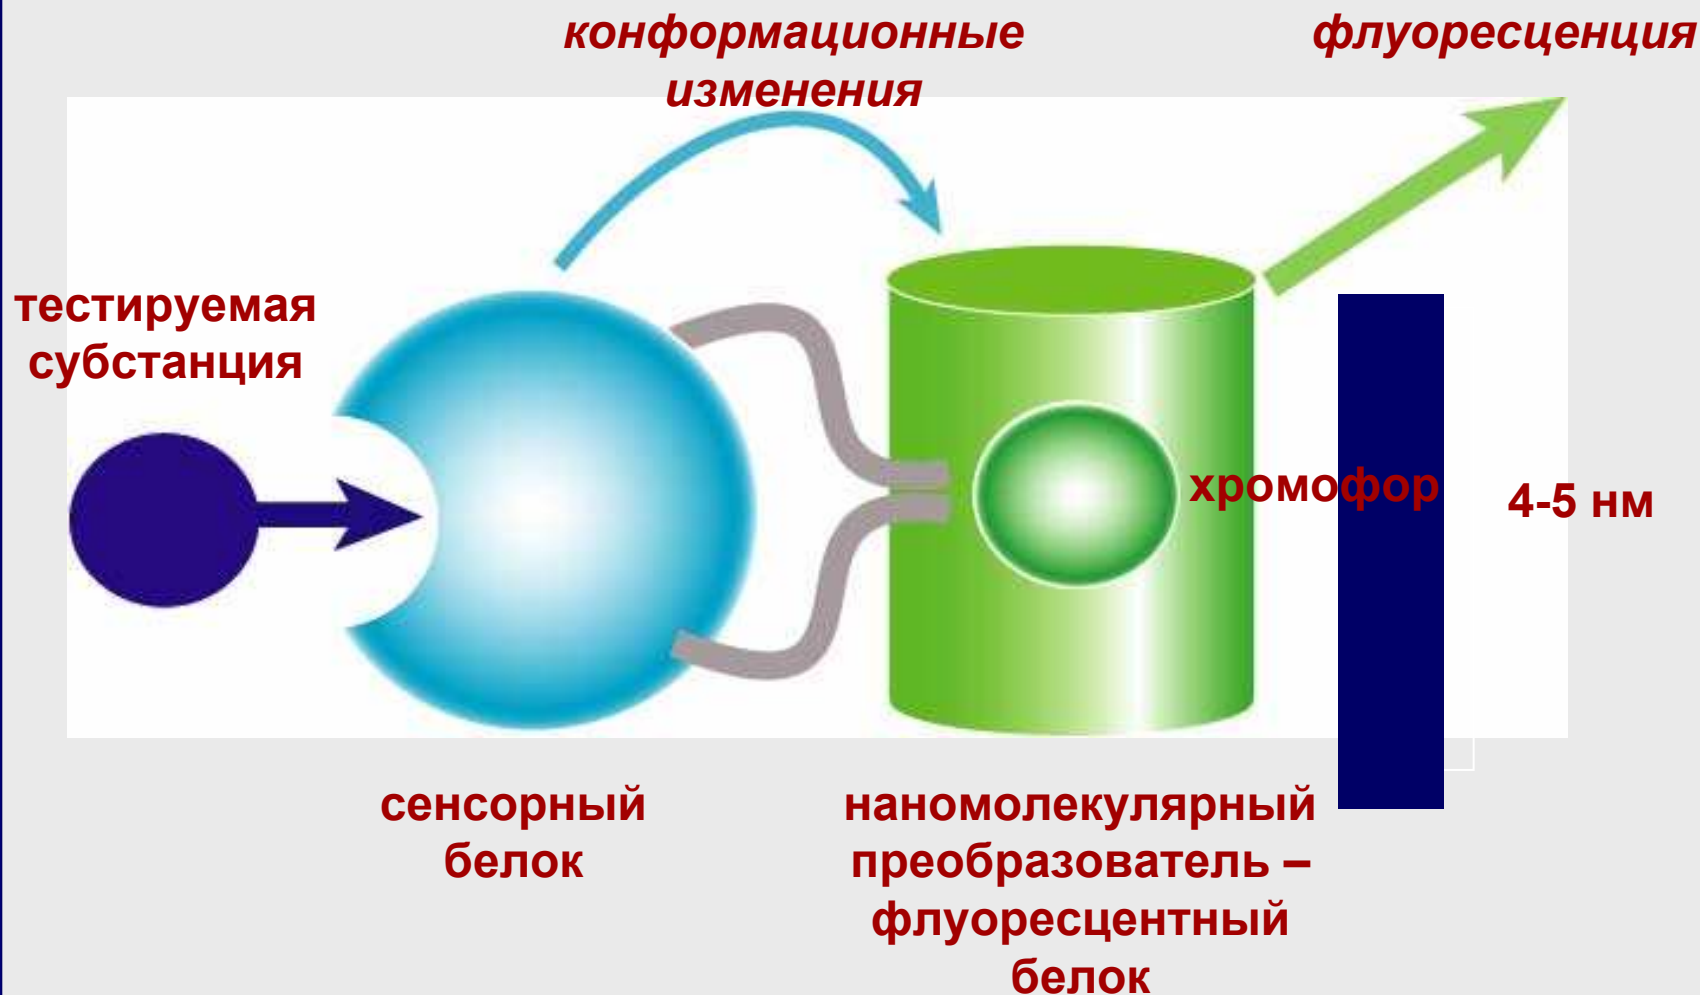 конформационные
изменения
флуоресценция
тестируемая
субстанция
хромофор
4-5 нм
сенсорный
белок
наномолекулярный
преобразователь –
флуоресцентный
белок